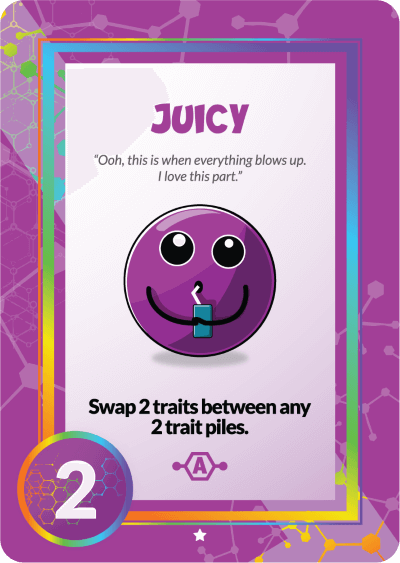 JUICY
“Ooh, this is when everything blows up.
I love this part.”
Swap 2 traits between any
2 trait piles.
A
2